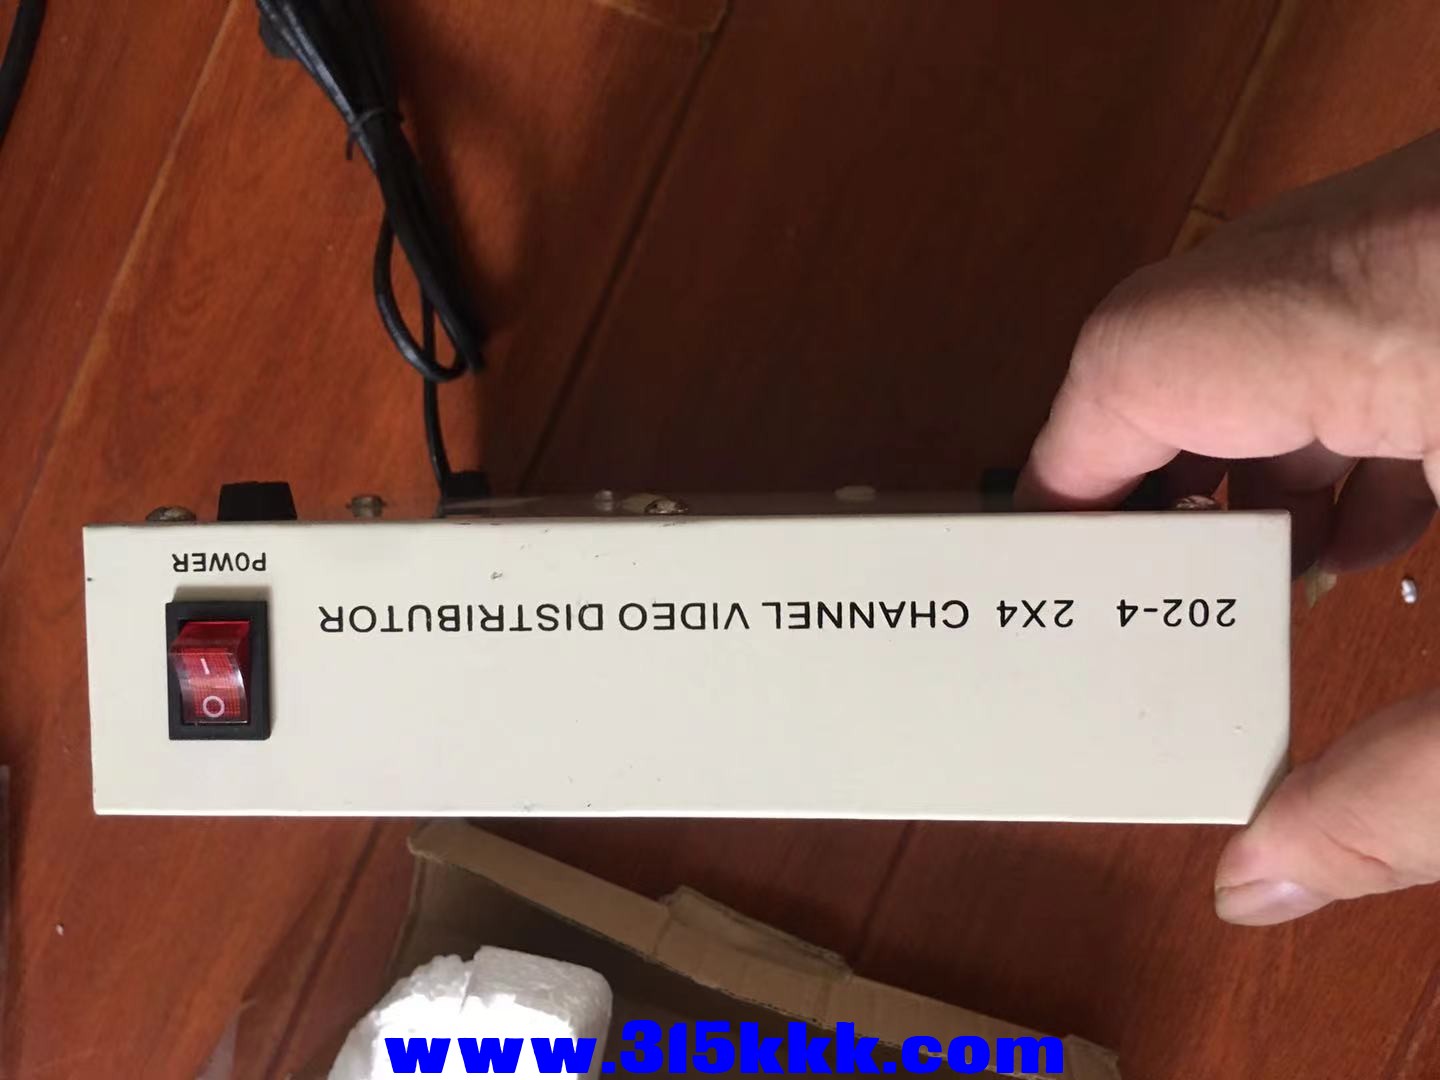 POWER
202-4 2X4 CHANNEL VIDEO DISTRIBUTOR
I
O
www.315kkk.com